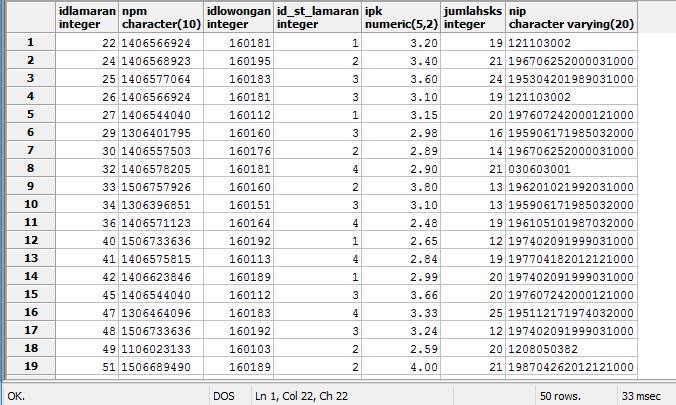 idlamaran npm idlowongan id_st_lamaran ipk jumlahsks nip
integer character(10) integer integer numeric(5,2) integer character varying(20)
1 22 1406566924 160181 1 3.20 19 121103002
2 24 1406568923 160195 2 3.40 21 196706252000031000
3 25 1406577064 160183 3 3.60 24 195304201989031000
4 26 1406566924 160181 3 3.10 19 121103002
5 27 1406544040 160112 1 3.15 20 197607242000121000
6 29 1306401795 160160 3 2.98 16 195906171985032000
7 30 1406557503 160176 2 2.89 14 196706252000031000
8 32 1406578205 160181 4 2.90 21 030603001
9 33 1506757926 160160 2 3.80 13 196201021992031000
10 34 1306396851 160151 3 3.10 13 195906171985032000
11 36 1406571123 160164 4 2.48 19 196105101987032000
12 40 1506733636 160192 1 2.65 12 197402091999031000
13 41 1406575815 160113 4 2.84 19 197704182012121000
14 42 1406623846 160189 1 2.99 20 197402091999031000
15 45 1406544040 160112 3 3.66 20 197607242000121000
16 47 1306464096 160183 4 3.33 25 195112171974032000
17 48 1506733636 160192 3 3.24 12 197402091999031000
18 49 1106023133 160103 2 2.59 20 1208050382
19 51 1506689490 160189 2 4.00 21 198704262012121000
OK. DOS Ln 1, Col 22, Ch 22 50 rows. 33 msec